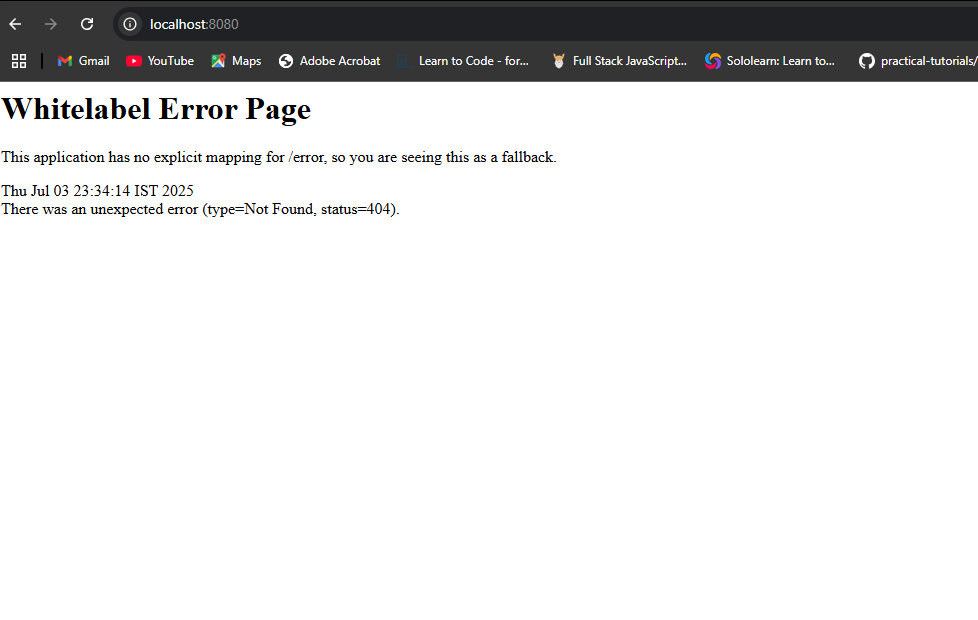 localhost:8080
Gmail YouTube Maps Adobe Acrobat Learn to Code - for... Full Stack JavaScript... Sololearn: Learn to... practical-tutorials/
Whitelabel Error Page
This application has no explicit mapping for /error, so you are seeing this as a fallback.
Thu Jul 03 23:34:14 IST 2025
There was an unexpected error (type=Not Found, status=404).